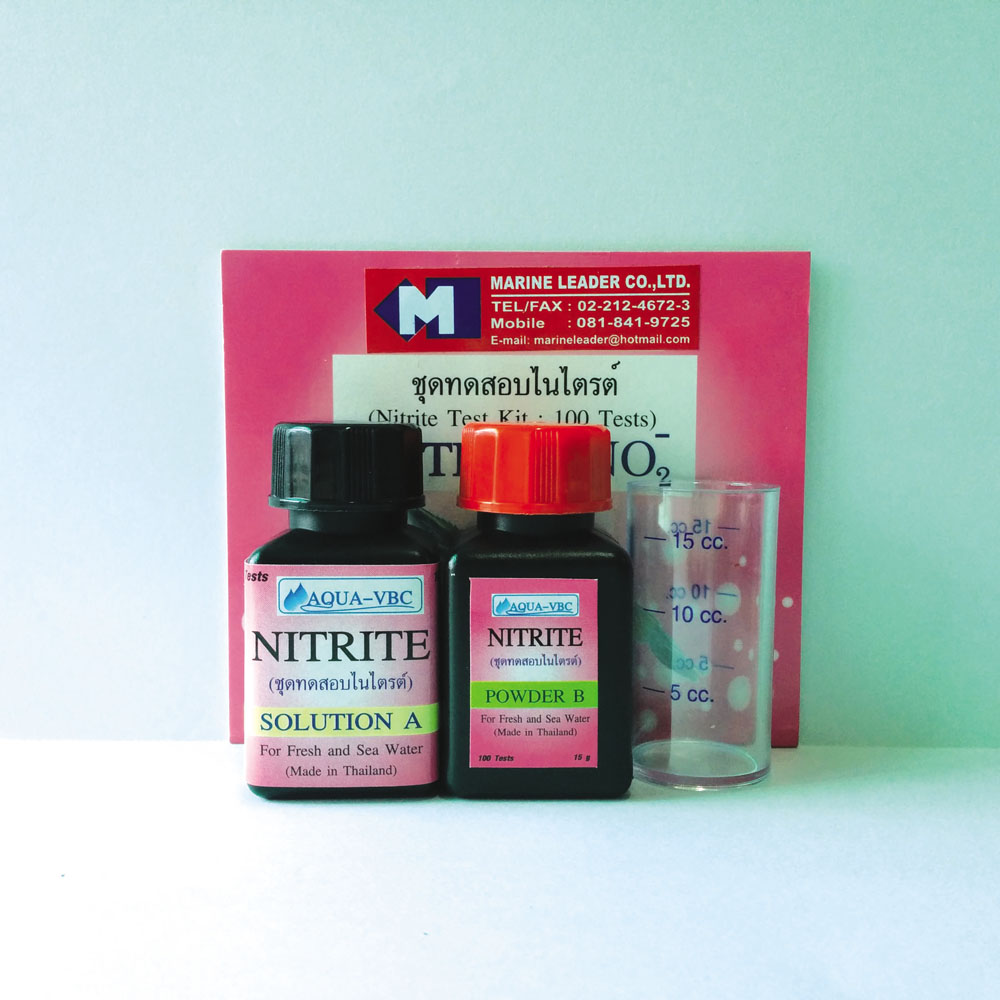 MARINE LEADER CO.,LTD.
TEL/FAX : 02-212-4672-3
Mobile : 081-841-9725
E-mail: marineleader@hotmail.com
M
ชุดทดสอบไนไตรต์
(Nitrite Test Kit : 100 Tests)
NO₂⁻
ests
AQUA-VBC
NITRITE
(ชุดทดสอบไนไตรต์)
SOLUTION A
For Fresh and Sea Water
(Made in Thailand)
AQUA-VBC
NITRITE
(ชุดทดสอบไนไตรต์)
POWDER B
For Fresh and Sea Water
(Made in Thailand)
100 Tests 15 g
15 cc.
15 cc.
10 cc.
10 cc.
5 cc.
5 cc.